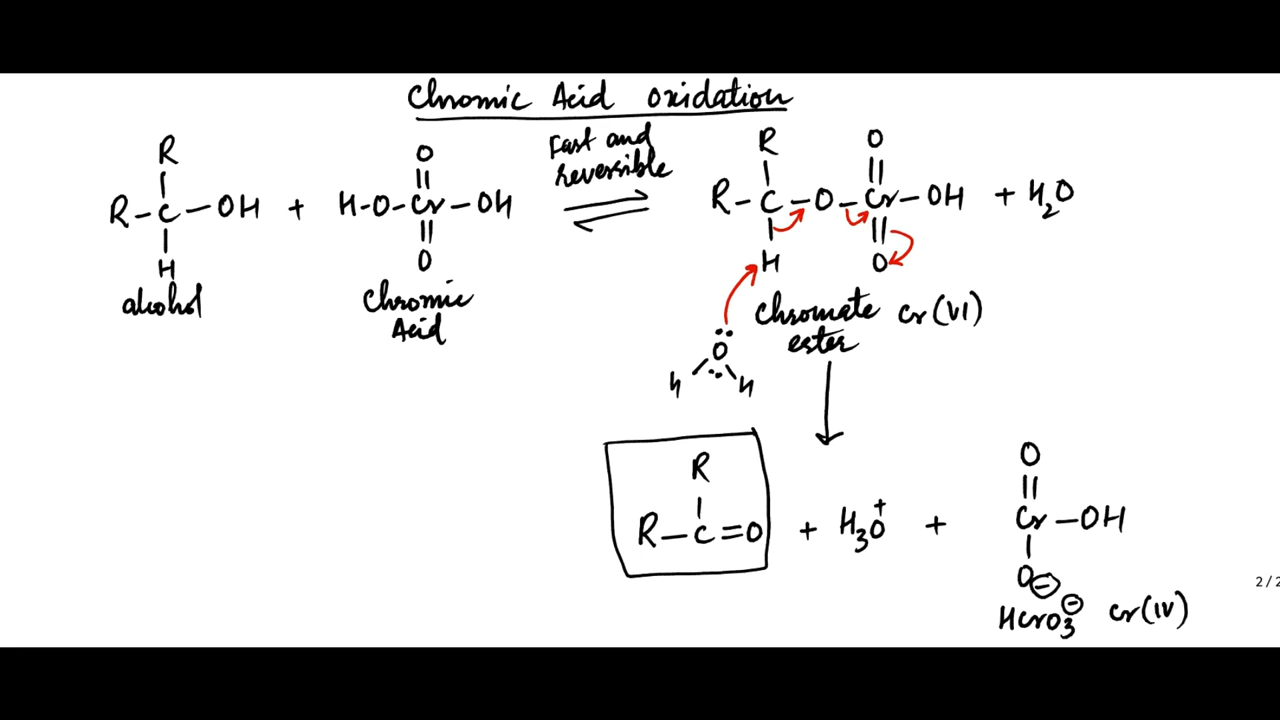 Chromic Acid oxidation
Fast and
reversible
R
R-C-OH + H-O-Cr-OH ⇌ R-C-O-Cr-OH + H2O
H
O
O
R
O
H
O
alcohol
Chromic
Acid
Chromate Cr(VI)
ester
O
H H
R
R-C=O + H3O+ +
O
Cr-OH
O⊖
HCrO3⊖ Cr(IV)
2/2